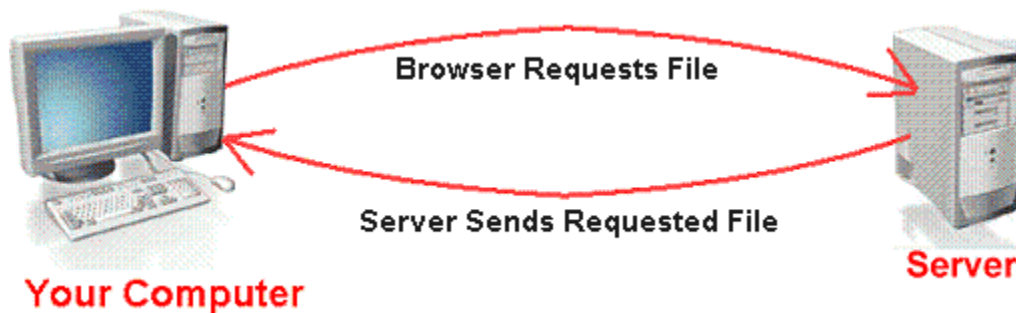 Browser Requests File
Server Sends Requested File
Server
Your Computer